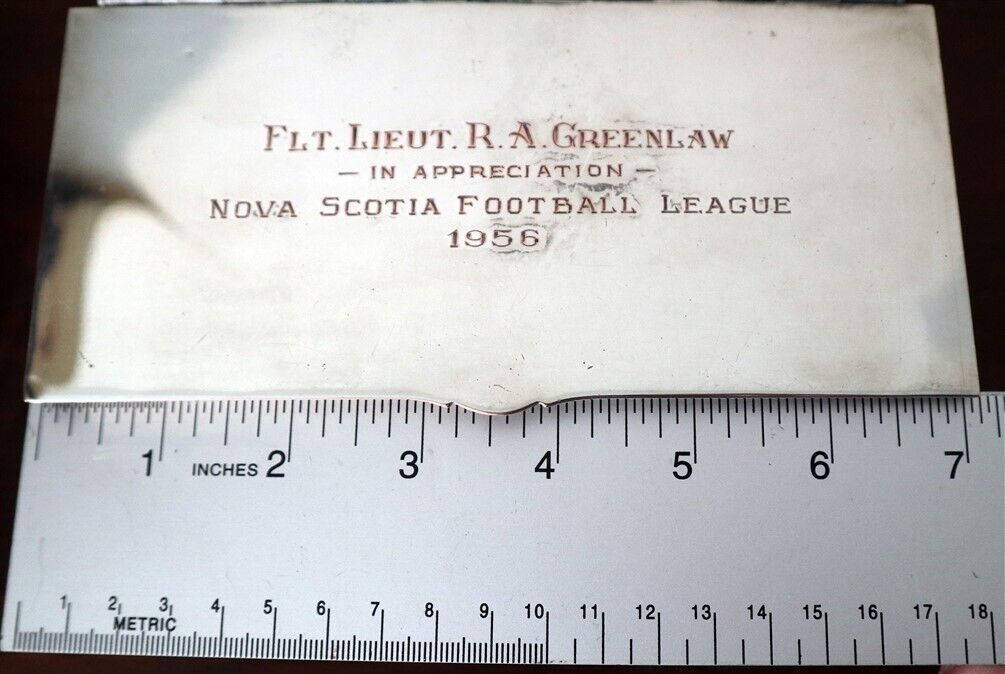 FLT. LIEUT. R. A. GREENLAW
— IN APPRECIATION —
NOVA SCOTIA FOOTBALL LEAGUE
1956
1 INCHES 2 3 4 5 6 7
1 2 3 4 5 6 7 8 9 10 11 12 13 14 15 16 17 18
METRIC